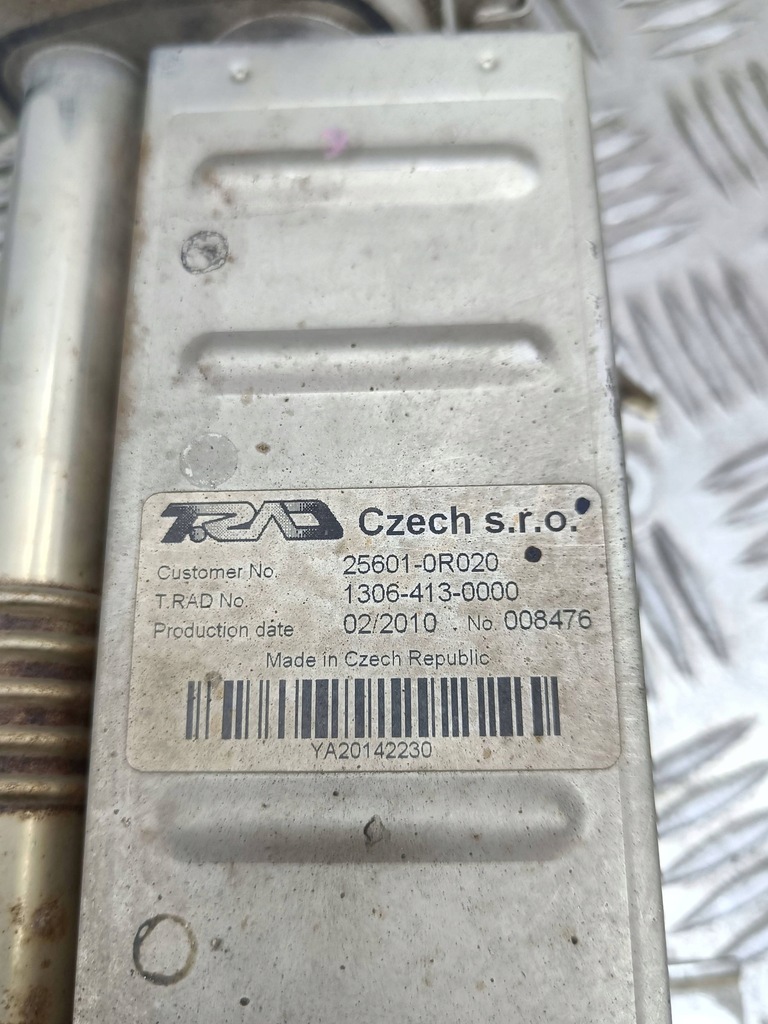 T.RAD Czech s.r.o.
Customer No. 25601-0R020
T.RAD No. 1306-413-0000
Production date 02/2010 No. 008476
Made in Czech Republic
YA20142230